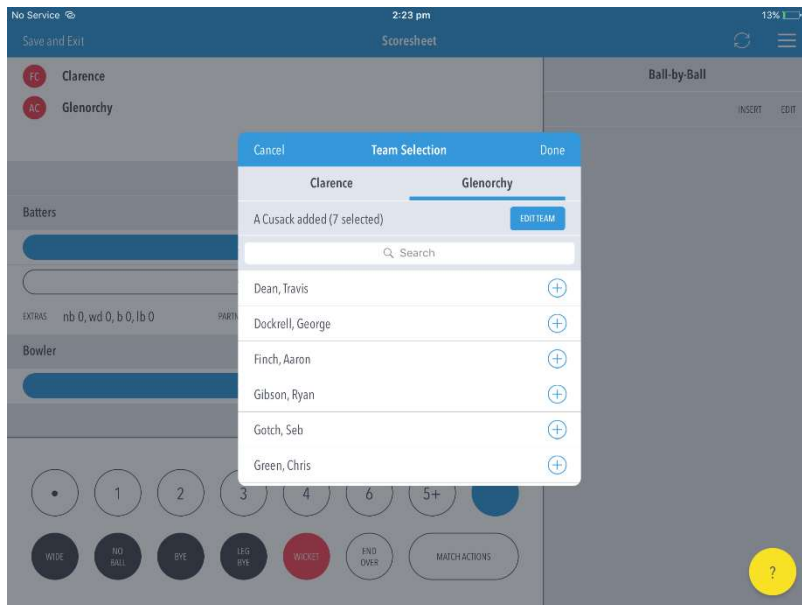 No Service 2:23 pm 13%
Save and Exit Scoresheet
FC Clarence
AC Glenorchy
Ball-by-Ball
INSERT EDIT
Cancel Team Selection Done
Clarence Glenorchy
A Cusack added (7 selected) EDIT TEAM
Search
Dean, Travis
Dockrell, George
Finch, Aaron
Gibson, Ryan
Gotch, Seb
Green, Chris
Batters
EXTRAS nb 0, wd 0, b 0, lb 0
Bowler
1 2 3 4 6 5+
WIDE NO BALL BYE LEG BYE WICKET END OVER MATCH ACTIONS
?